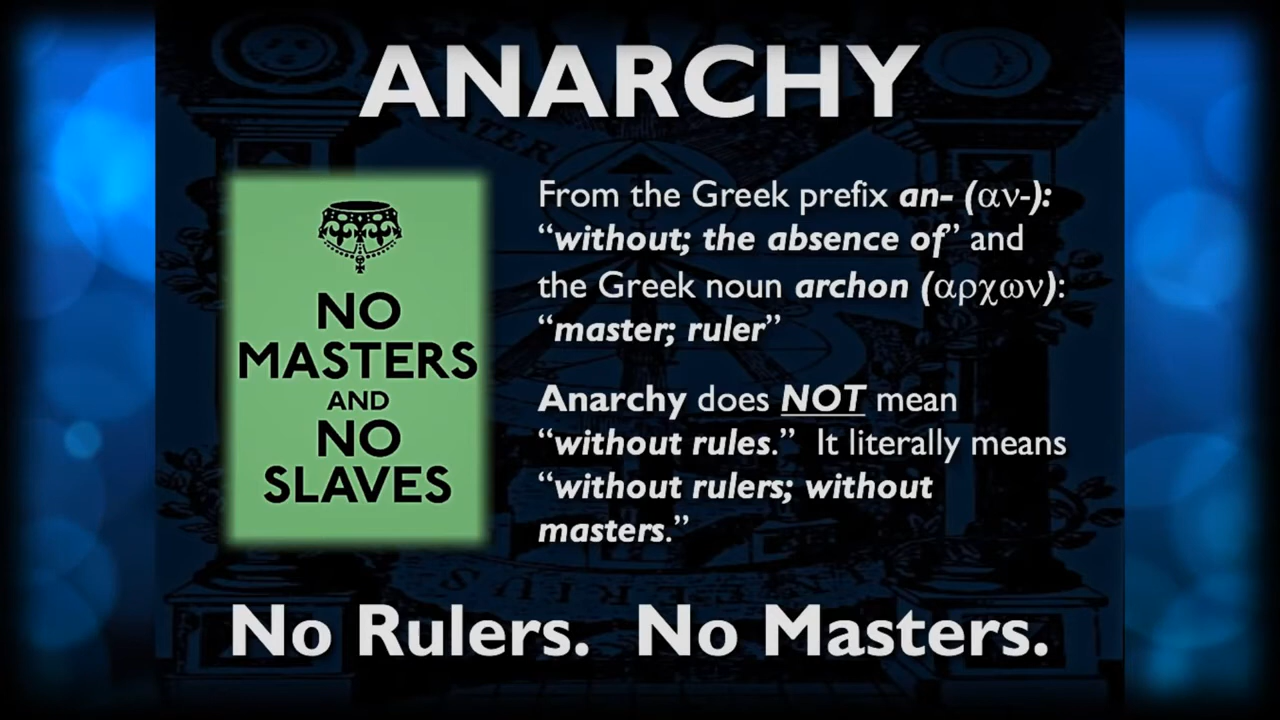 ANARCHY
NO
MASTERS
AND
NO
SLAVES
From the Greek prefix an- (αν-):
“without; the absence of” and
the Greek noun archon (αρχων):
“master; ruler”
Anarchy does NOT mean
“without rules.” It literally means
“without rulers; without
masters.”
No Rulers. No Masters.